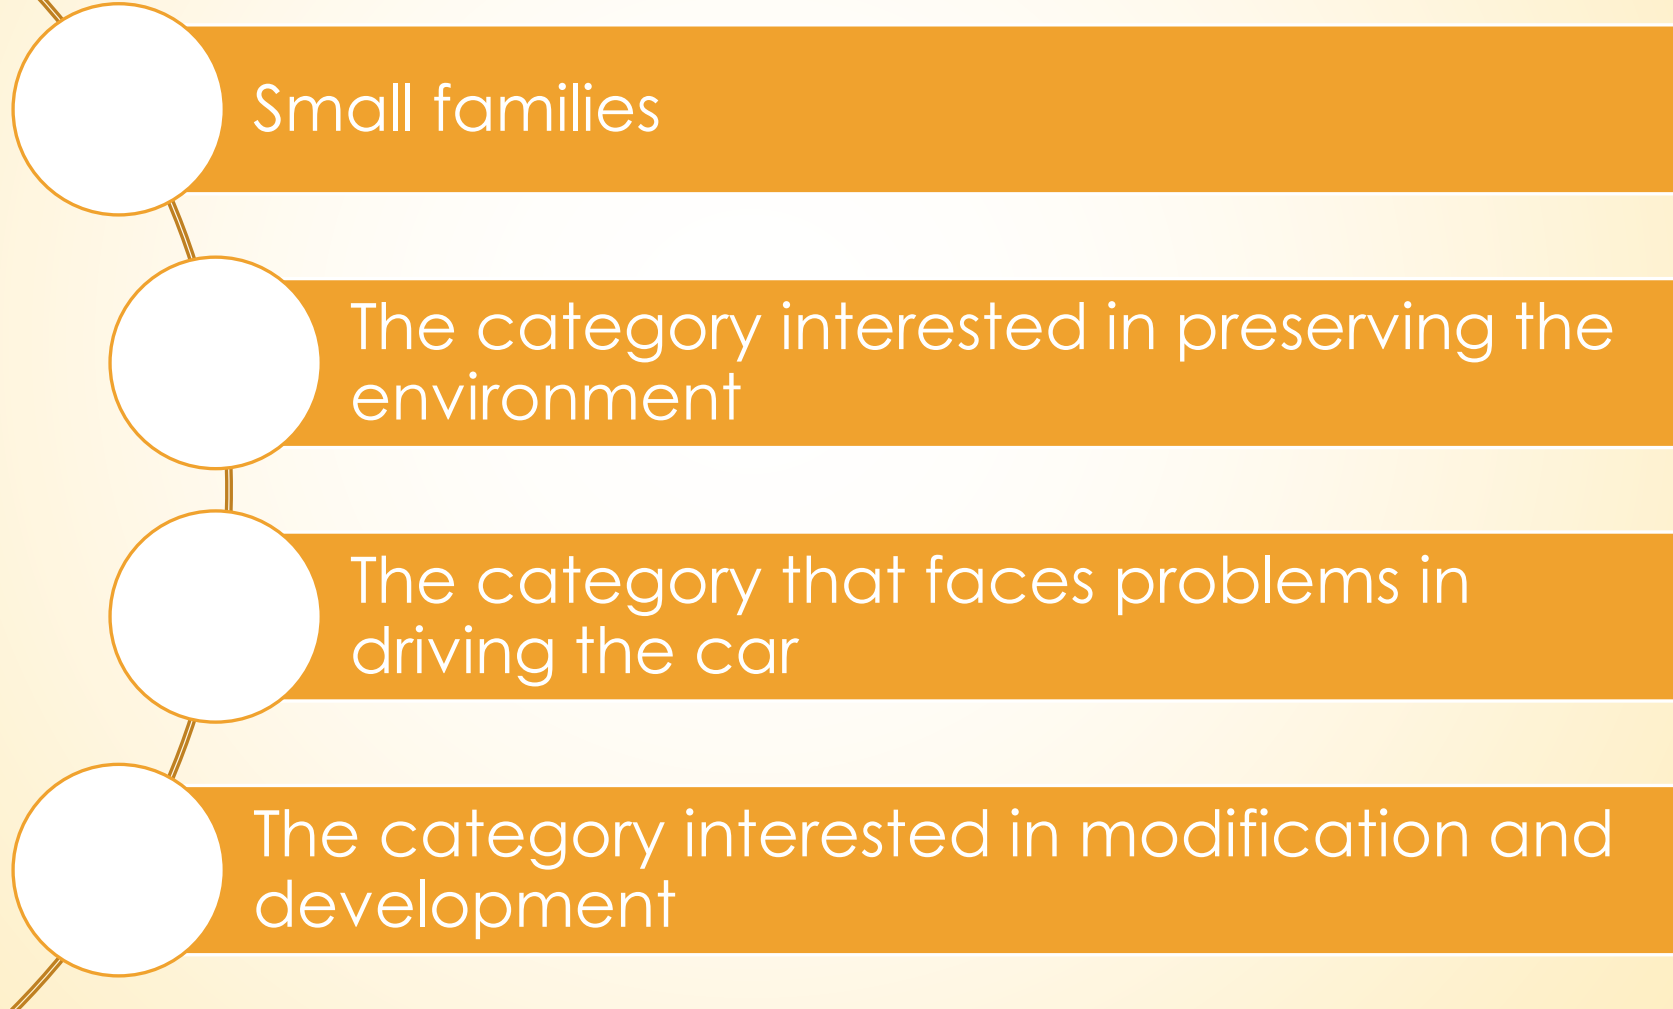 Small families
The category interested in preserving the
environment
The category that faces problems in
driving the car
The category interested in modification and
development